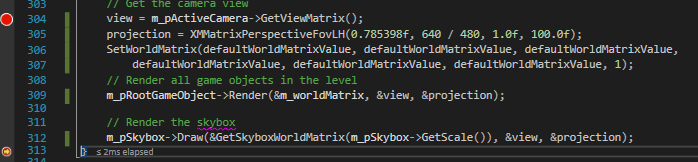 303 // Get the camera view
304 view = m_pActiveCamera->GetViewMatrix();
305 projection = XMMatrixPerspectiveFovLH(0.785398f, 640 / 480, 1.0f, 100.0f);
306 SetWorldMatrix(defaultWorldMatrixValue, defaultWorldMatrixValue, defaultWorldMatrixValue,
307 defaultWorldMatrixValue, defaultWorldMatrixValue, defaultWorldMatrixValue, 1);
308 // Render all game objects in the level
309 m_pRootGameObject->Render(&m_worldMatrix, &view, &projection);
310
311 // Render the skybox
312 m_pSkybox->Draw(&GetSkyboxWorldMatrix(m_pSkybox->GetScale()), &view, &projection);
313 } ≤ 2ms elapsed
314